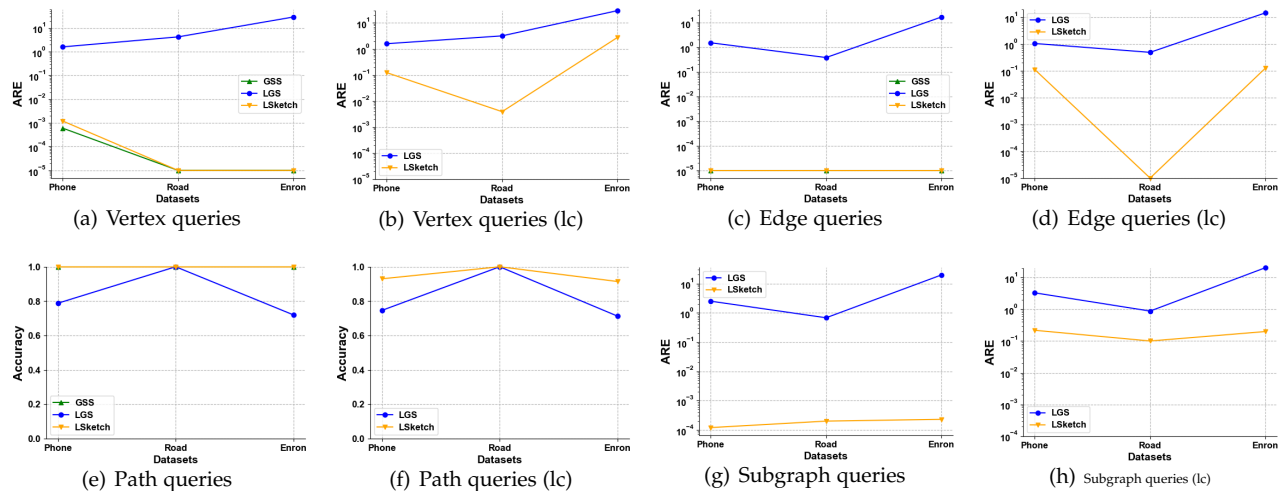 10¹
10⁰
10⁻¹
10⁻²
10⁻³
10⁻⁴
10⁻⁵
ARE
GSS
LGS
LSketch
Phone Road Enron
Datasets
(a) Vertex queries
10¹
10⁰
10⁻¹
10⁻²
10⁻³
10⁻⁴
10⁻⁵
ARE
LGS
LSketch
Phone Road Enron
Datasets
(b) Vertex queries (lc)
10¹
10⁰
10⁻¹
10⁻²
10⁻³
10⁻⁴
10⁻⁵
ARE
GSS
LGS
LSketch
Phone Road Enron
Datasets
(c) Edge queries
10¹
10⁰
10⁻¹
10⁻²
10⁻³
10⁻⁴
10⁻⁵
ARE
LGS
LSketch
Phone Road Enron
Datasets
(d) Edge queries (lc)
1.0
0.8
0.6
0.4
0.2
0.0
Accuracy
GSS
LGS
LSketch
Phone Road Enron
Datasets
(e) Path queries
1.0
0.8
0.6
0.4
0.2
0.0
Accuracy
LGS
LSketch
Phone Road Enron
Datasets
(f) Path queries (lc)
10¹
10⁰
10⁻¹
10⁻²
10⁻³
10⁻⁴
ARE
LGS
LSketch
Phone Road Enron
Datasets
(g) Subgraph queries
10¹
10⁰
10⁻¹
10⁻²
10⁻³
10⁻⁴
ARE
LGS
LSketch
Phone Road Enron
Datasets
(h) Subgraph queries (lc)